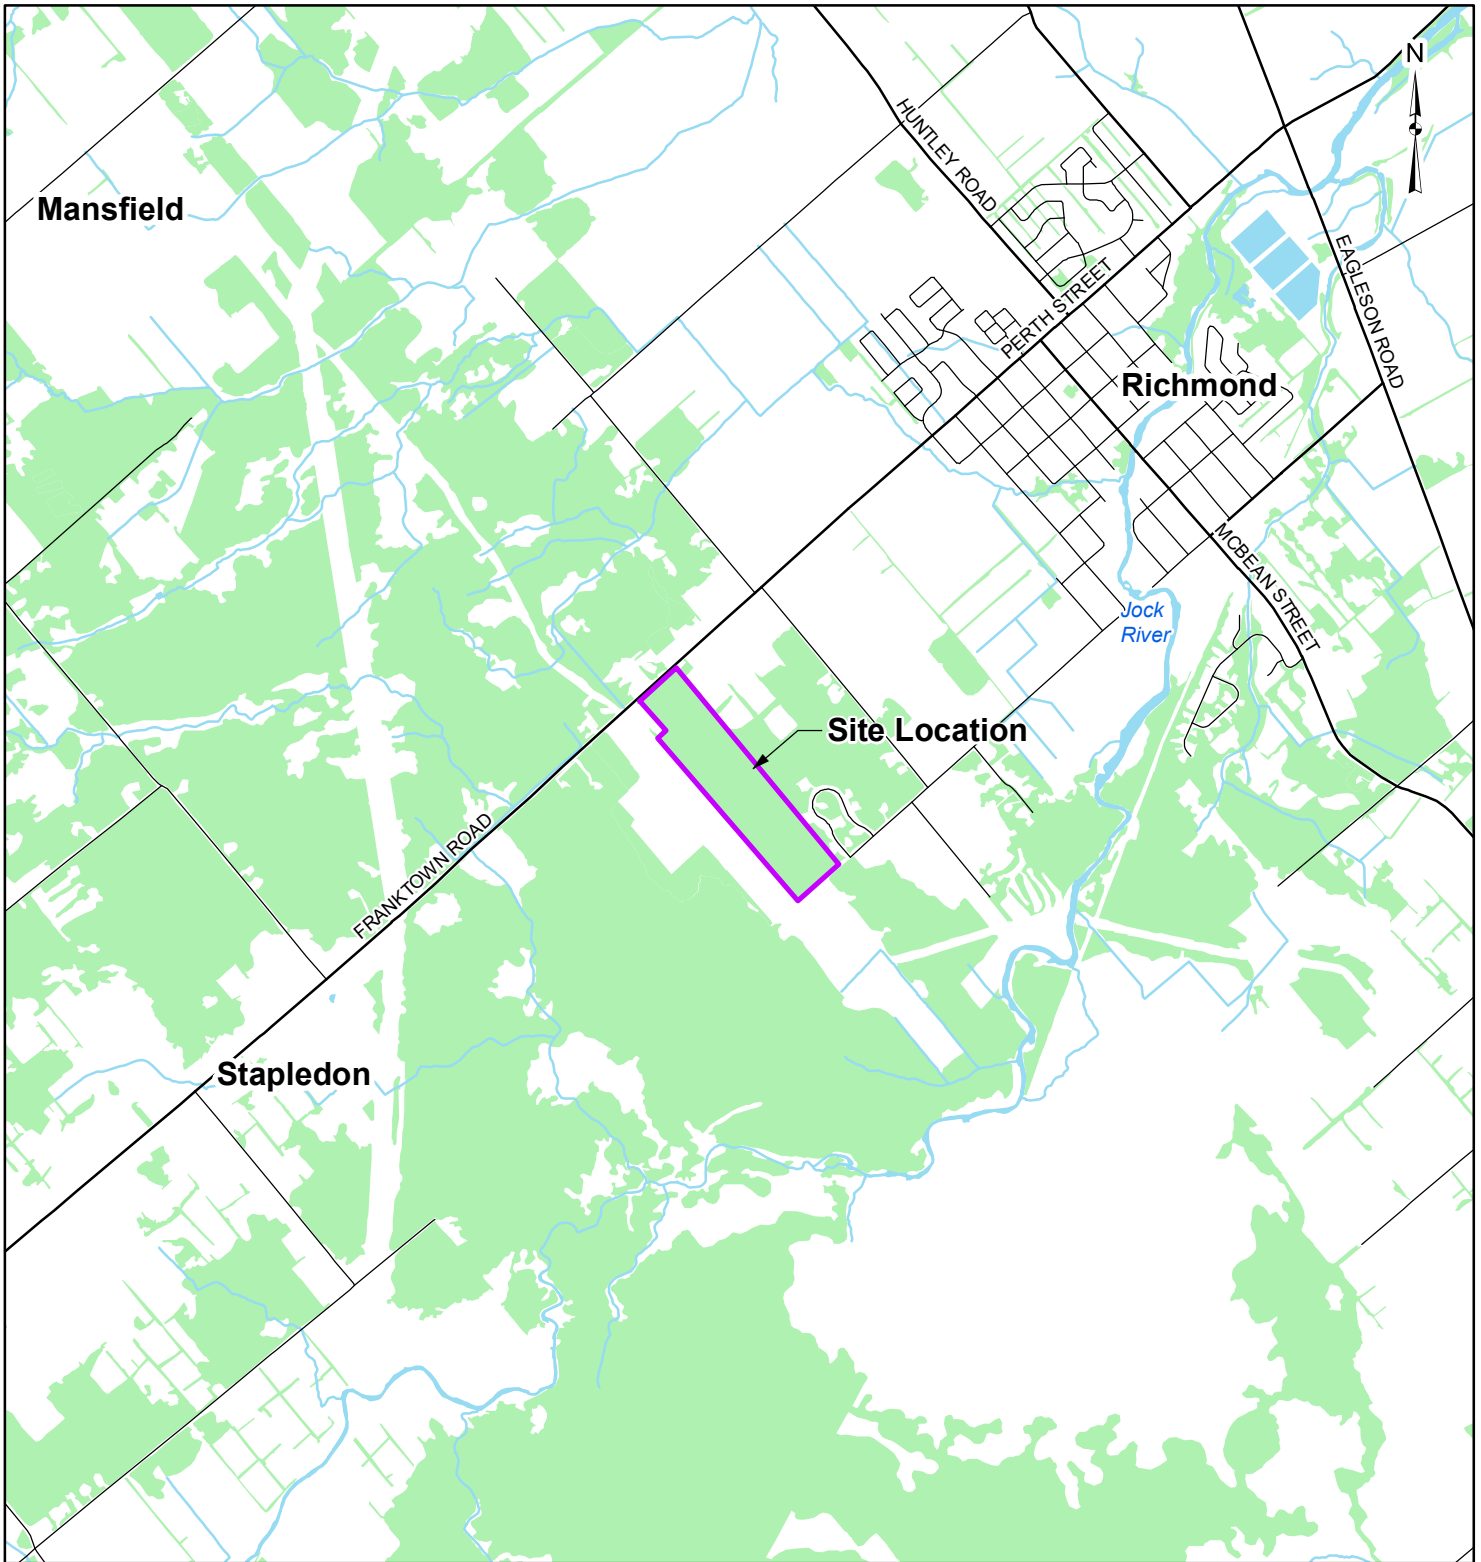 N
HUNTLEY ROAD
Mansfield
EAGLESON ROAD
PERTH STREET
Richmond
MCBEAN STREET
Jock
River
Site Location
FRANKTOWN ROAD
Stapledon